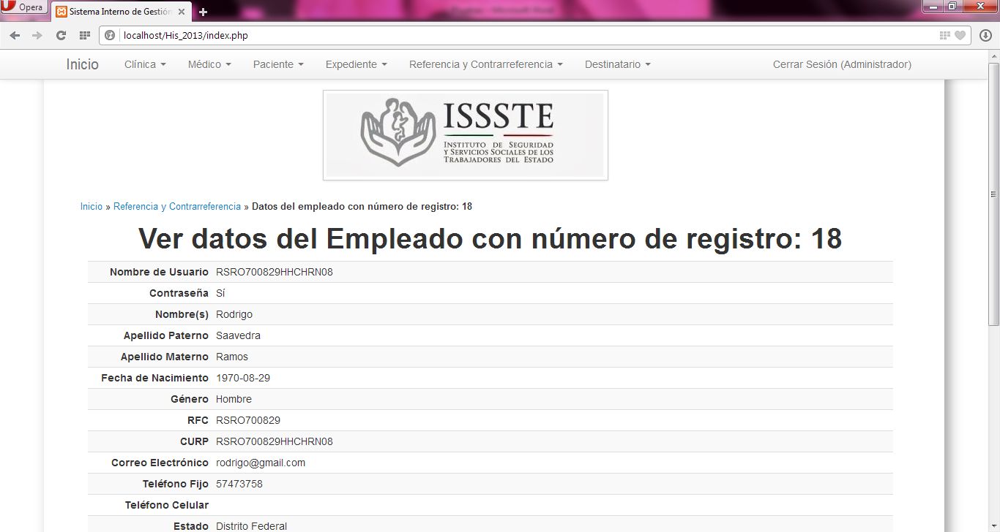 Opera
Sistema Interno de Gestión
localhost/His_2013/index.php
Inicio Clínica Médico Paciente Expediente Referencia y Contrarreferencia Destinatario Cerrar Sesión (Administrador)
ISSSTE
INSTITUTO DE SEGURIDAD
Y SERVICIOS SOCIALES DE LOS
TRABAJADORES DEL ESTADO
Inicio » Referencia y Contrarreferencia » Datos del empleado con número de registro: 18
Ver datos del Empleado con número de registro: 18
Nombre de Usuario RSRO700829HHCHRN08
Contraseña Sí
Nombre(s) Rodrigo
Apellido Paterno Saavedra
Apellido Materno Ramos
Fecha de Nacimiento 1970-08-29
Género Hombre
RFC RSRO700829
CURP RSRO700829HHCHRN08
Correo Electrónico rodrigo@gmail.com
Teléfono Fijo 57473758
Teléfono Celular
Estado Distrito Federal